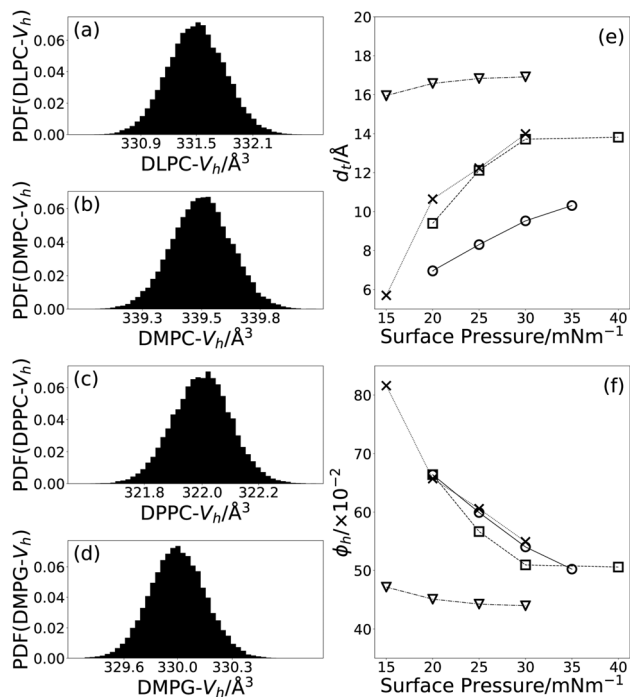 (a)
PDF(DLPC-V_h)
0.06
0.04
0.02
0.00
330.9 331.5 332.1
DLPC-V_h/Å³
(b)
PDF(DMPC-V_h)
0.06
0.04
0.02
0.00
339.3 339.5 339.8
DMPC-V_h/Å³
(c)
PDF(DPPC-V_h)
0.06
0.04
0.02
0.00
321.8 322.0 322.2
DPPC-V_h/Å³
(d)
PDF(DMPG-V_h)
0.06
0.04
0.02
0.00
329.6 330.0 330.3
DMPG-V_h/Å³
(e)
d_t/Å
20
18
16
14
12
10
8
6
15 20 25 30 35 40
Surface Pressure/mNm⁻¹
(f)
ϕ_h/×10⁻²
80
70
60
50
40
15 20 25 30 35 40
Surface Pressure/mNm⁻¹